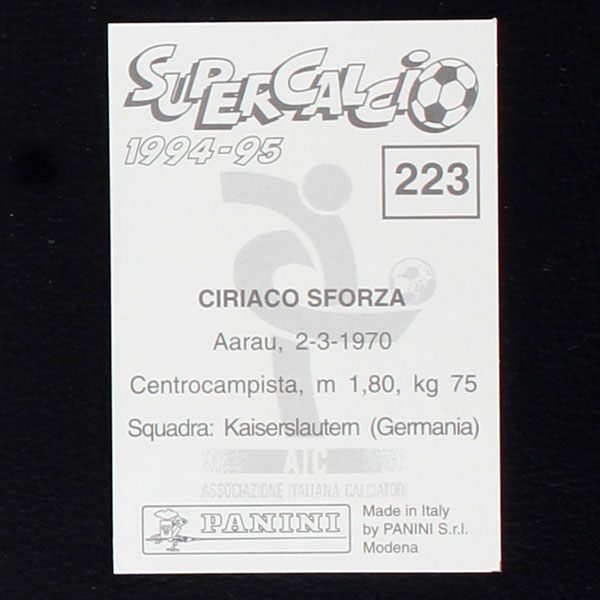 SUPERCALCIO
1994-95
223
CIRIACO SFORZA
Aarau, 2-3-1970
Centrocampista, m 1,80, kg 75
Squadra: Kaiserslautern (Germania)
AIC
ASSOCIAZIONE ITALIANA CALCIATORI
PANINI
Made in Italy
by PANINI S.r.l.
Modena